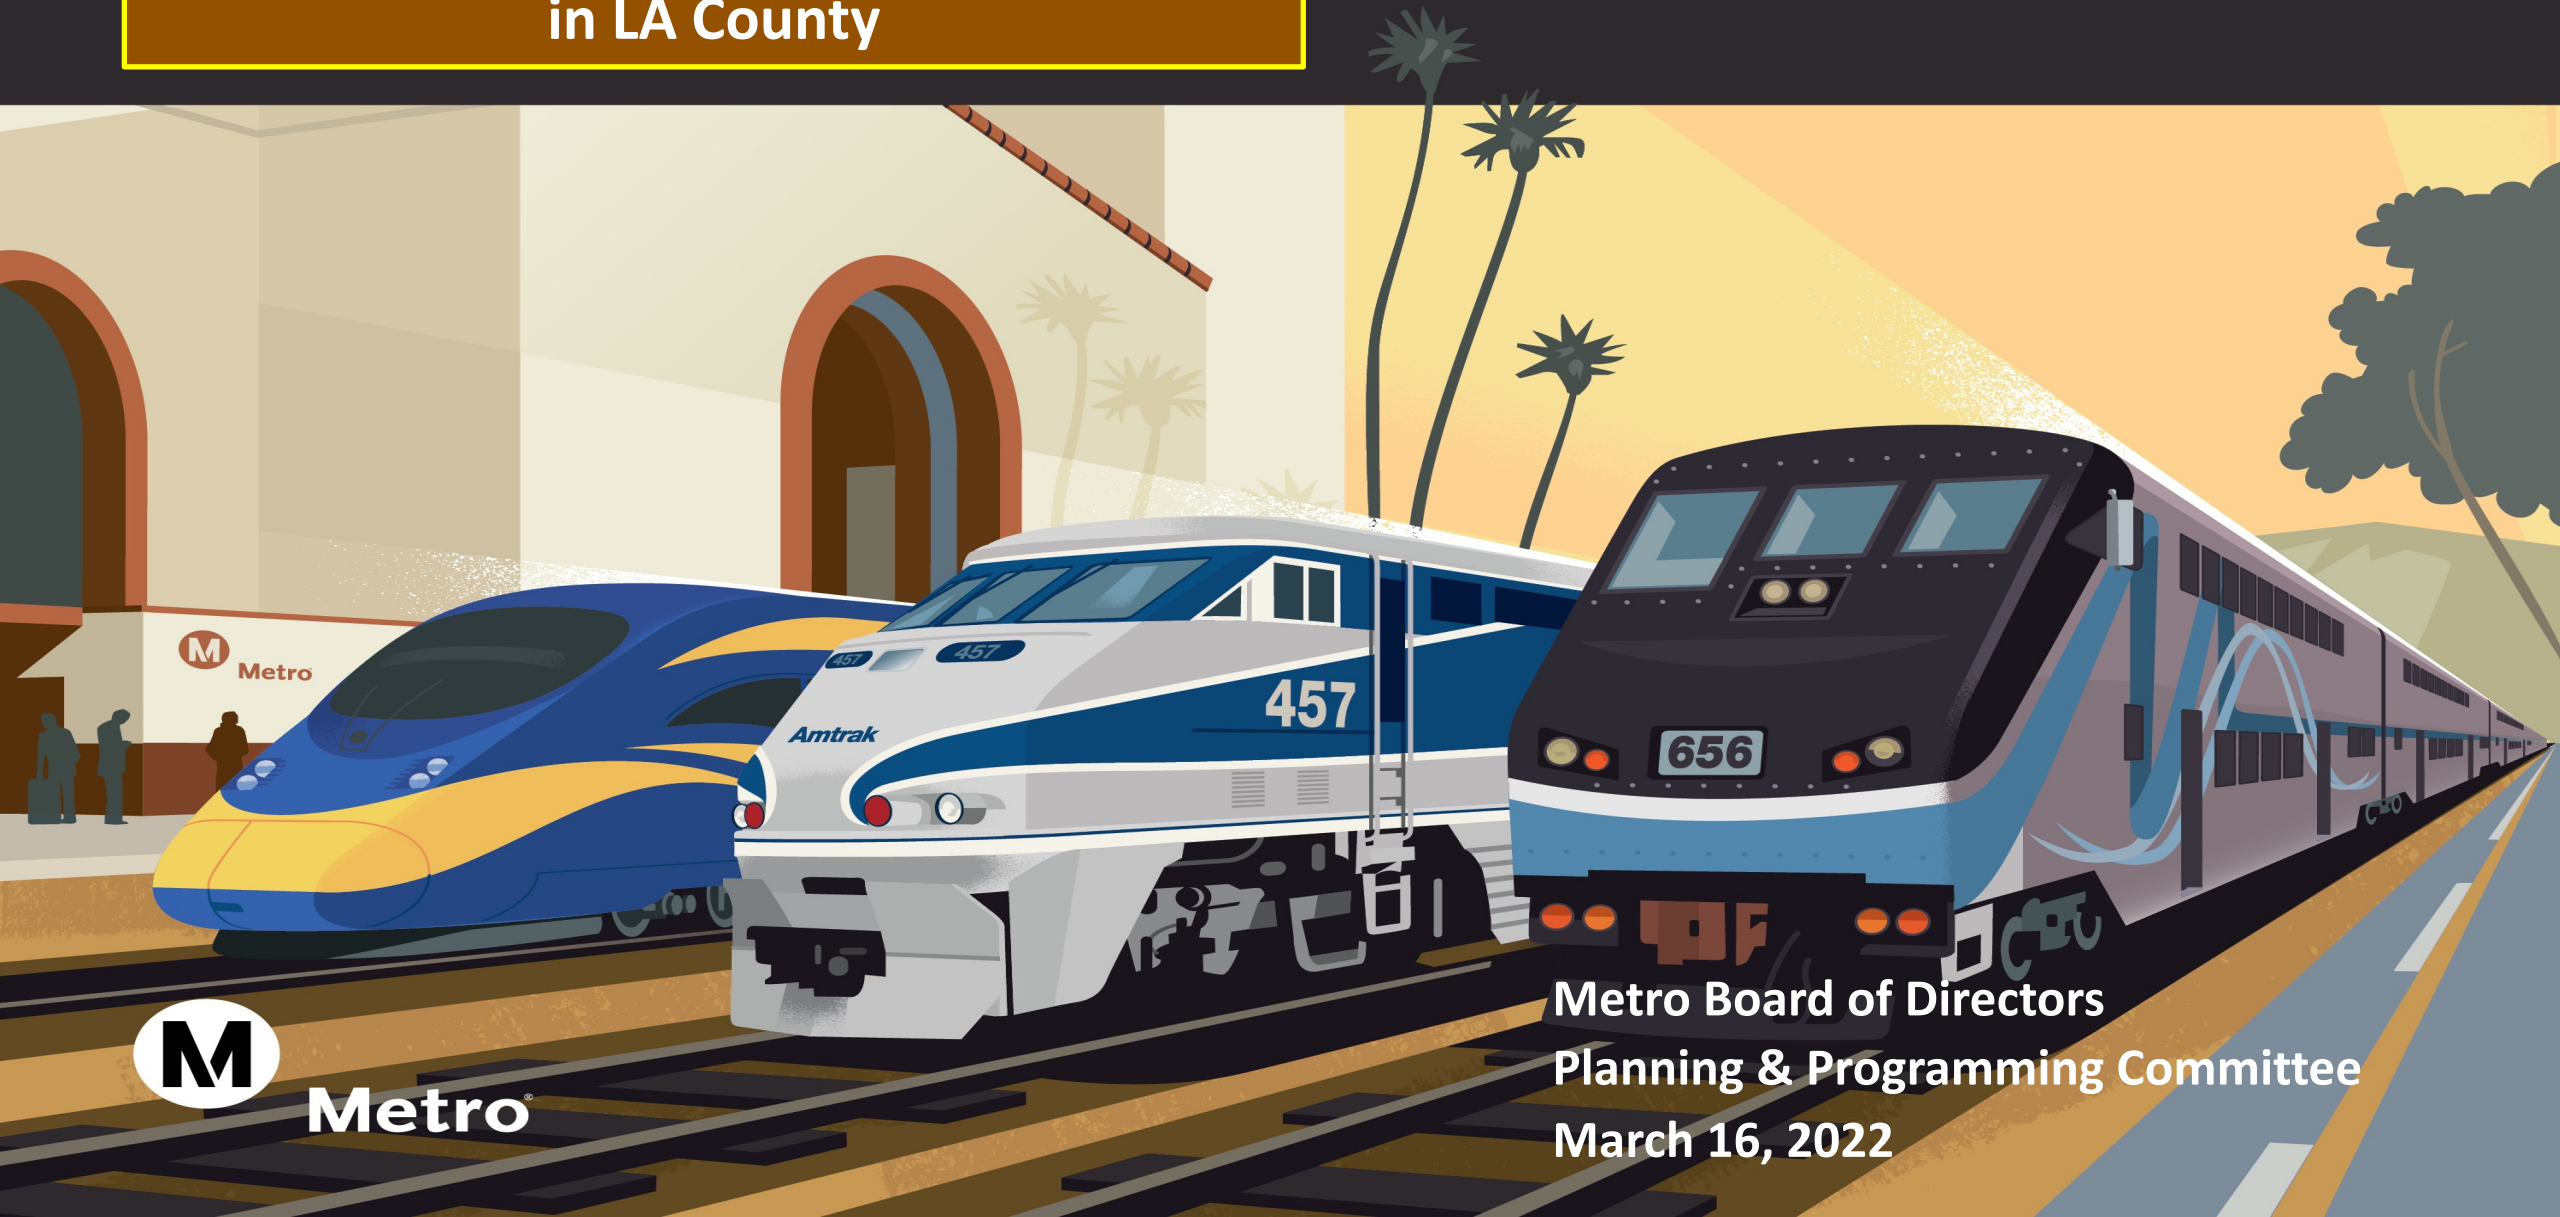 in LA County
M
Metro
457
457
457
Amtrak
656
M
Metro®
Metro Board of Directors
Planning & Programming Committee
March 16, 2022